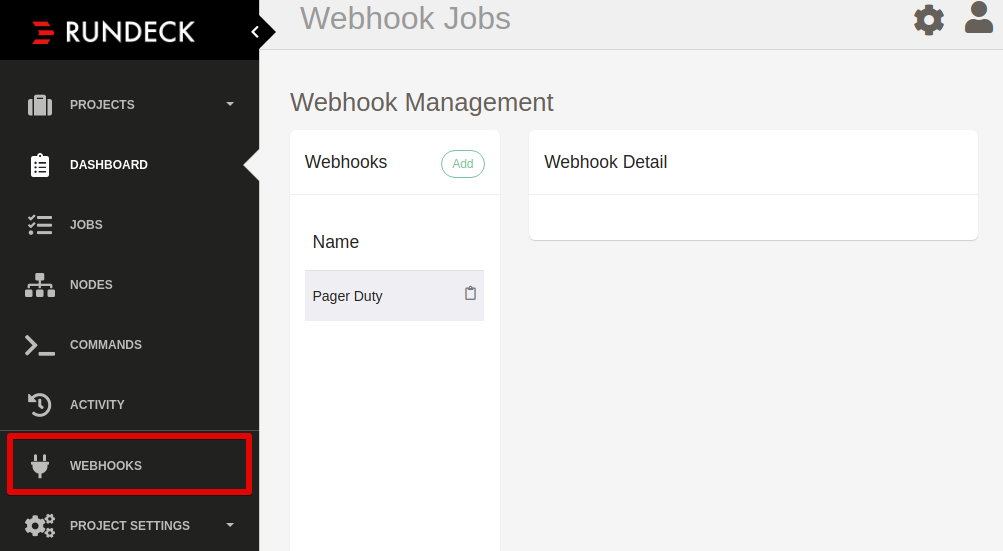 RUNDECK
PROJECTS
DASHBOARD
JOBS
NODES
COMMANDS
ACTIVITY
WEBHOOKS
PROJECT SETTINGS
Webhook Jobs
Webhook Management
Webhooks
Add
Name
Pager Duty
Webhook Detail